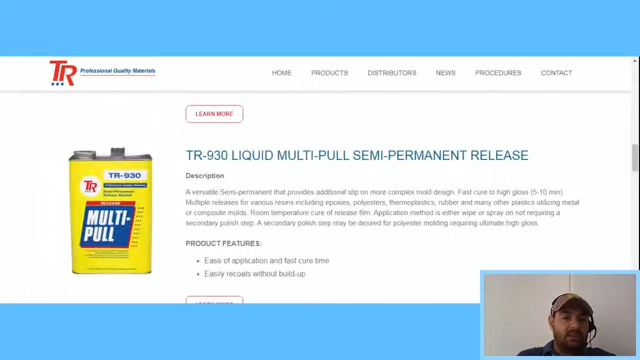 TR Professional Quality Materials
HOME PRODUCTS DISTRIBUTORS NEWS PROCEDURES CONTACT
LEARN MORE
TR-930 LIQUID MULTI-PULL SEMI-PERMANENT RELEASE
Description
A versatile Semi-permanent that provides additional slip on more complex mold design. Fast cure to high gloss (5-10 min)
Multiple releases for various resins including epoxies, polyesters, thermoplastics, rubber and many other plastics utilizing metal
or composite molds. Room temperature cure of release film. Application method is either wipe or spray on not requiring a
secondary polish step. A secondary polish step may be desired for polyester molding requiring ultimate high gloss.
PRODUCT FEATURES:
Ease of application and fast cure time
Easily recoats without build-up
LEARN MORE
TR-930
TR
RELEASE
MULTI-
PULL